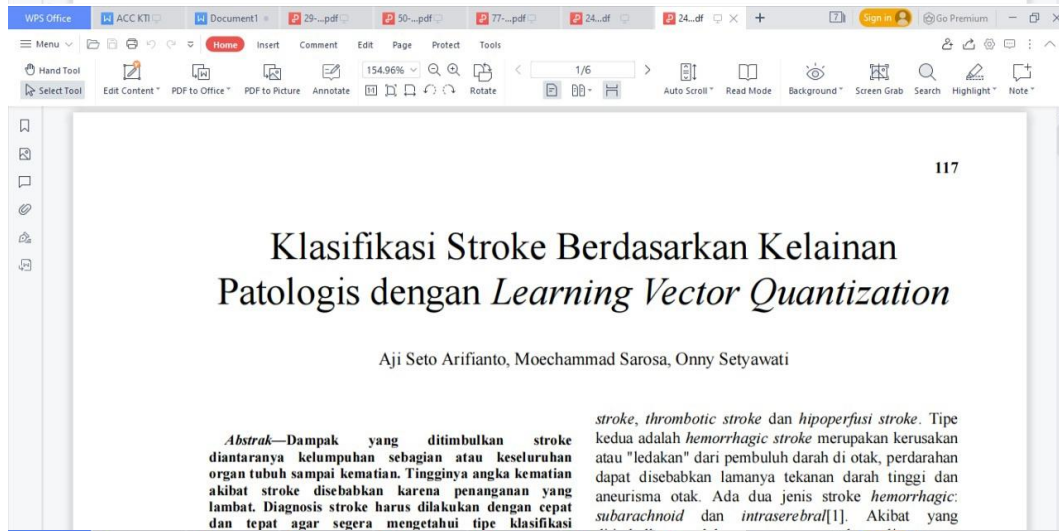 WPS Office
ACC KTI
Document1
29-...pdf
50-...pdf
77-...pdf
24...df
24...df
Sign in
Go Premium
Menu
Home
Insert
Comment
Edit
Page
Protect
Tools
Hand Tool
Select Tool
Edit Content
PDF to Office
PDF to Picture
Annotate
154.96%
Rotate
1/6
Auto Scroll
Read Mode
Background
Screen Grab
Search
Highlight
Note
117
Klasifikasi Stroke Berdasarkan Kelainan
Patologis dengan Learning Vector Quantization
Aji Seto Arifianto, Moechammad Sarosa, Onny Setyawati
Abstrak—Dampak yang ditimbulkan stroke
diantaranya kelumpuhan sebagian atau keseluruhan
organ tubuh sampai kematian. Tingginya angka kematian
akibat stroke disebabkan karena penanganan yang
lambat. Diagnosis stroke harus dilakukan dengan cepat
dan tepat agar segera mengetahui tipe klasifikasi
stroke, thrombotic stroke dan hipoperfusi stroke. Tipe
kedua adalah hemorrhagic stroke merupakan kerusakan
atau "ledakan" dari pembuluh darah di otak, perdarahan
dapat disebabkan lamanya tekanan darah tinggi dan
aneurisma otak. Ada dua jenis stroke hemorrhagic:
subarachnoid dan intraserebral[1]. Akibat yang